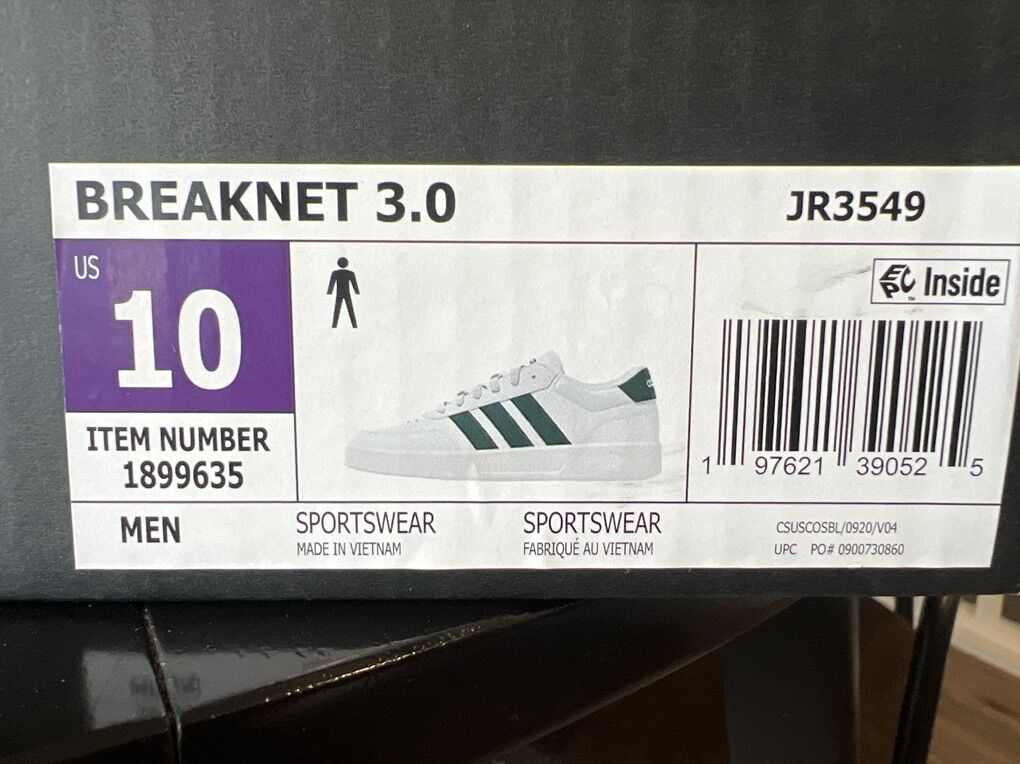 BREAKNET 3.0 JR3549
US
10
EPC™ Inside
ITEM NUMBER
1899635
1 97621 39052 5
MEN
SPORTSWEAR
MADE IN VIETNAM
SPORTSWEAR
FABRIQUÉ AU VIETNAM
CSUSCOSBL/0920/V04
UPC PO# 0900730860